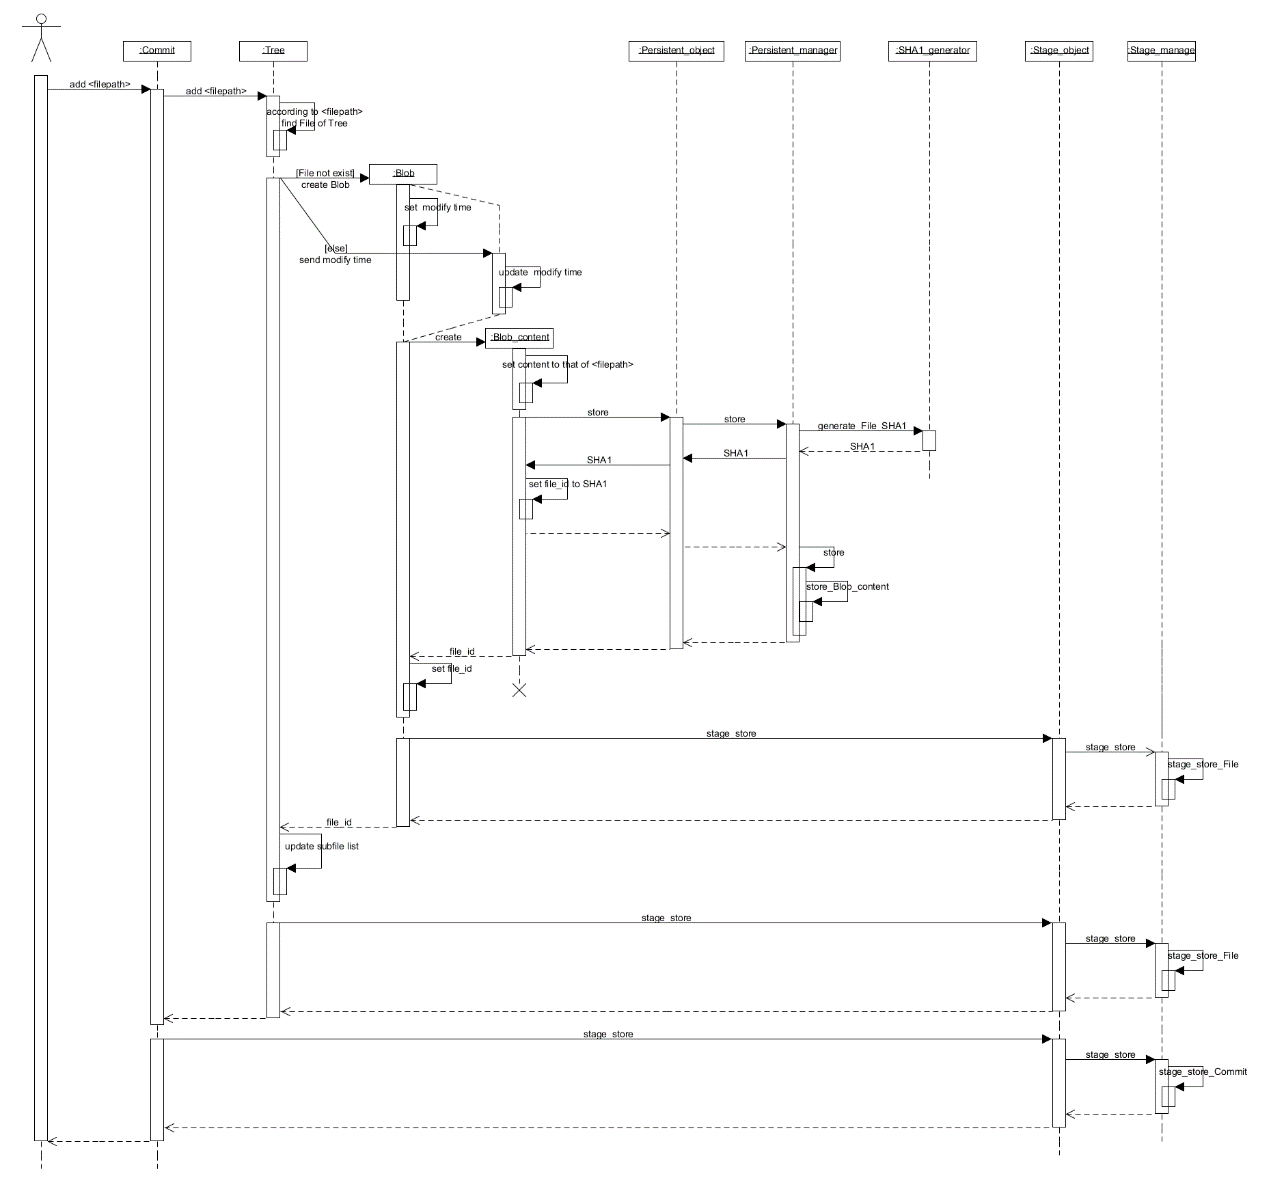 :Commit
:Tree
:Persistent_object
:Persistent_manager
:SHA1_generator
:Stage_object
:Stage_manage
add <filepath>
add <filepath>
according to <filepath>
find File of Tree
[File not exist]
create Blob
:Blob
set modify time
[else]
send modify time
update modify time
create
:Blob_content
set content to that of <filepath>
store
store
generate_File_SHA1
SHA1
SHA1
SHA1
set file_id to SHA1
store
store_Blob_content
file_id
set file_id
stage_store
stage_store
stage_store_File
file_id
update subfile list
stage_store
stage_store
stage_store_File
stage_store
stage_store
stage_store_Commit